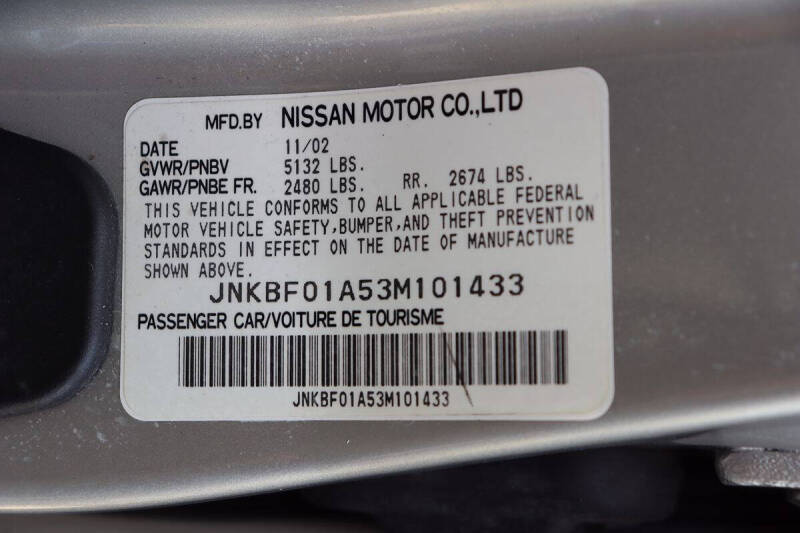 MFD.BY NISSAN MOTOR CO.,LTD
DATE 11/02
GVWR/PNBV 5132 LBS.
GAWR/PNBE FR. 2480 LBS. RR. 2674 LBS.
THIS VEHICLE CONFORMS TO ALL APPLICABLE FEDERAL
MOTOR VEHICLE SAFETY,BUMPER,AND THEFT PREVENTION
STANDARDS IN EFFECT ON THE DATE OF MANUFACTURE
SHOWN ABOVE.
JNKBF01A53M101433
PASSENGER CAR/VOITURE DE TOURISME
JNKBF01A53M101433